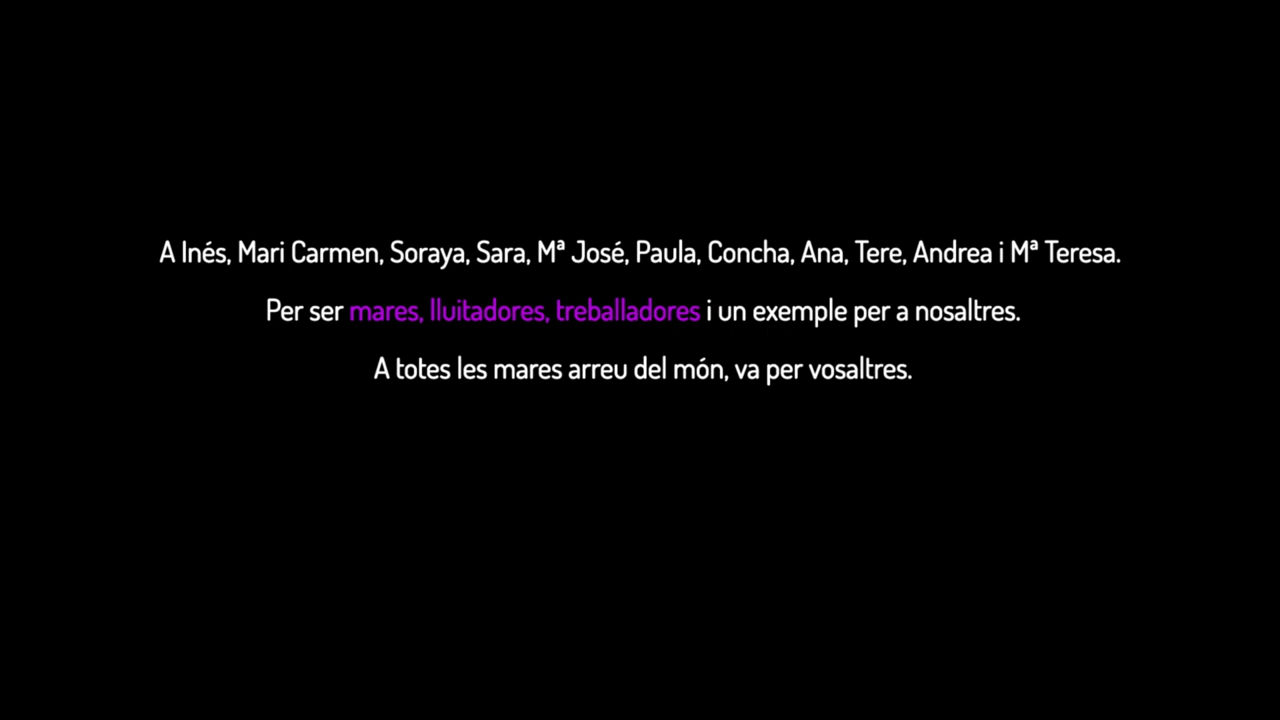 A Inés, Mari Carmen, Soraya, Sara, Mª José, Paula, Concha, Ana, Tere, Andrea i Mª Teresa.
Per ser mares, lluitadores, treballadores i un exemple per a nosaltres.
A totes les mares arreu del món, va per vosaltres.